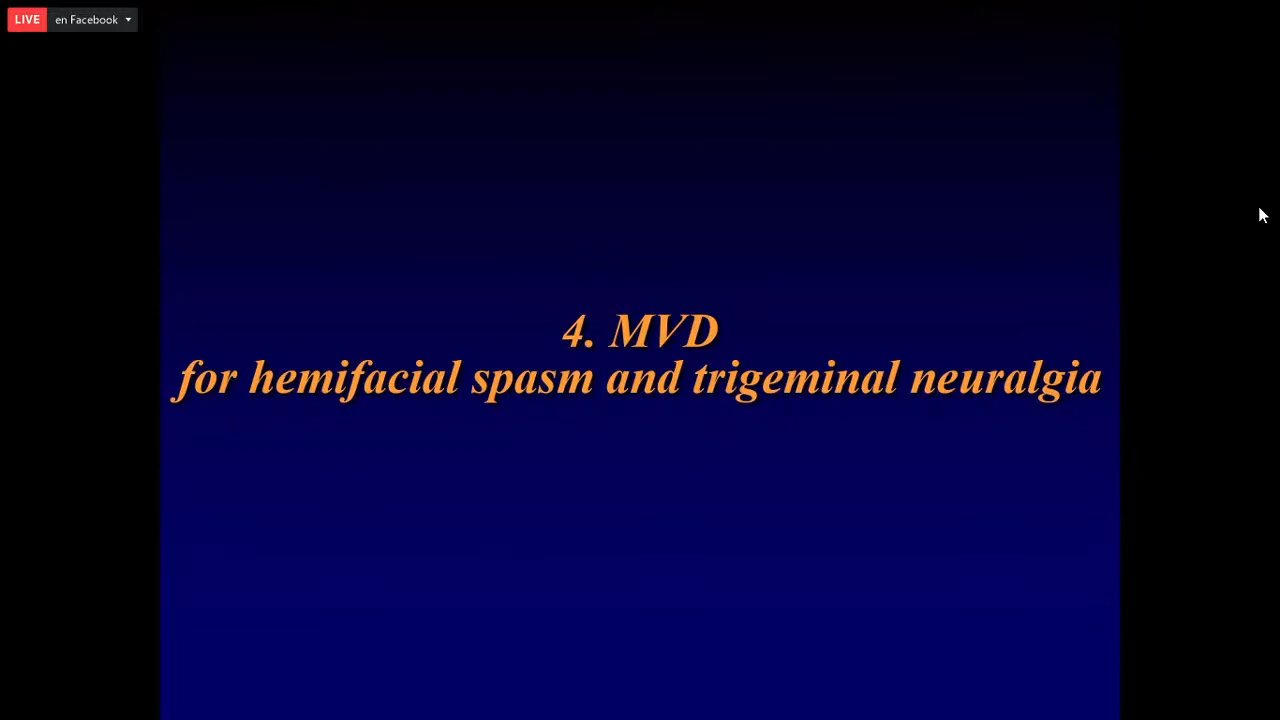 LIVE en Facebook
4. MVD
for hemifacial spasm and trigeminal neuralgia